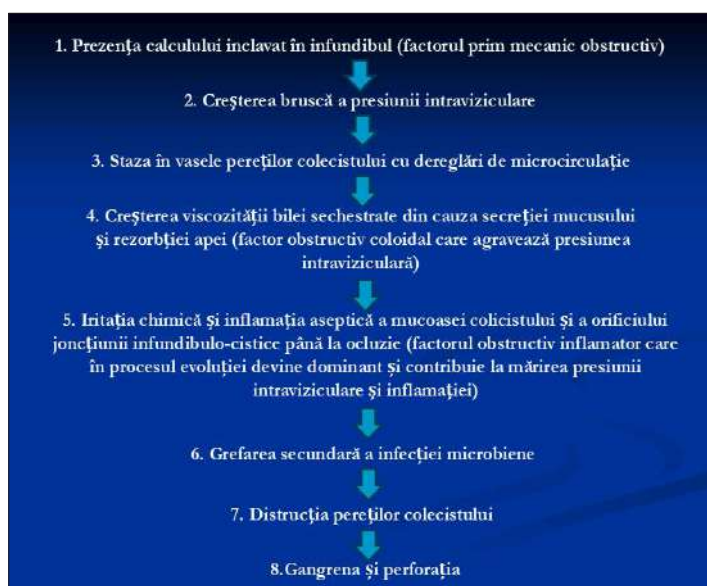 1. Prezența calculului inclavat în infundibul (factorul prim mecanic obstructiv)
2. Creșterea bruscă a presiunii intraviziculare
3. Staza în vasele pereților colecistului cu dereglări de microcirculație
4. Creșterea viscozității bilei sechestrate din cauza secreției mucusului
și rezorbției apei (factor obstructiv coloidal care agravează presiunea
intraviziculară)
5. Iritația chimică și inflamația aseptică a mucoasei colicistului și a orificiului
joncțiunii infundibulo-cistice până la ocluzie (factorul obstructiv inflamator care
în procesul evoluției devine dominant și contribuie la mărirea presiunii
intraviziculare și inflamației)
6. Grefarea secundară a infecției microbiene
7. Distrucția pereților colecistului
8.Gangrena și perforația